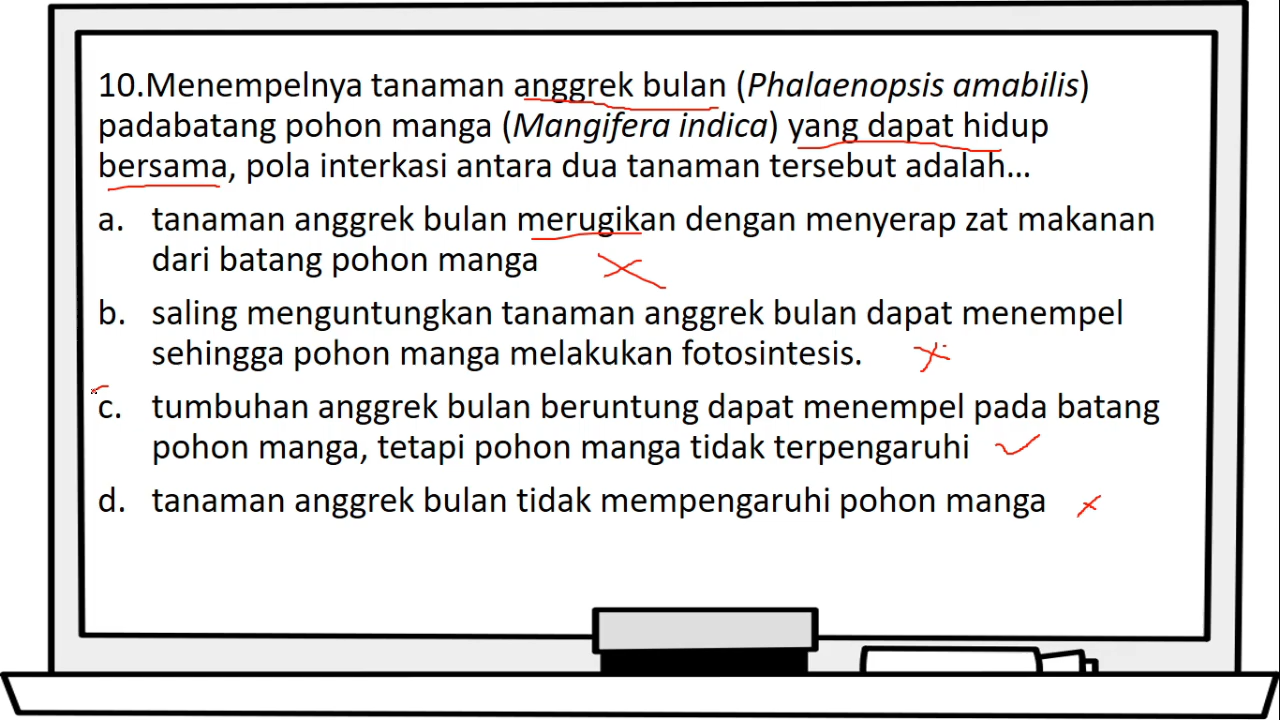 10.Menempelnya tanaman anggrek bulan (Phalaenopsis amabilis)
padabatang pohon manga (Mangifera indica) yang dapat hidup
bersama, pola interkasi antara dua tanaman tersebut adalah...
a. tanaman anggrek bulan merugikan dengan menyerap zat makanan
dari batang pohon manga
b. saling menguntungkan tanaman anggrek bulan dapat menempel
sehingga pohon manga melakukan fotosintesis.
c. tumbuhan anggrek bulan beruntung dapat menempel pada batang
pohon manga, tetapi pohon manga tidak terpengaruhi
d. tanaman anggrek bulan tidak mempengaruhi pohon manga